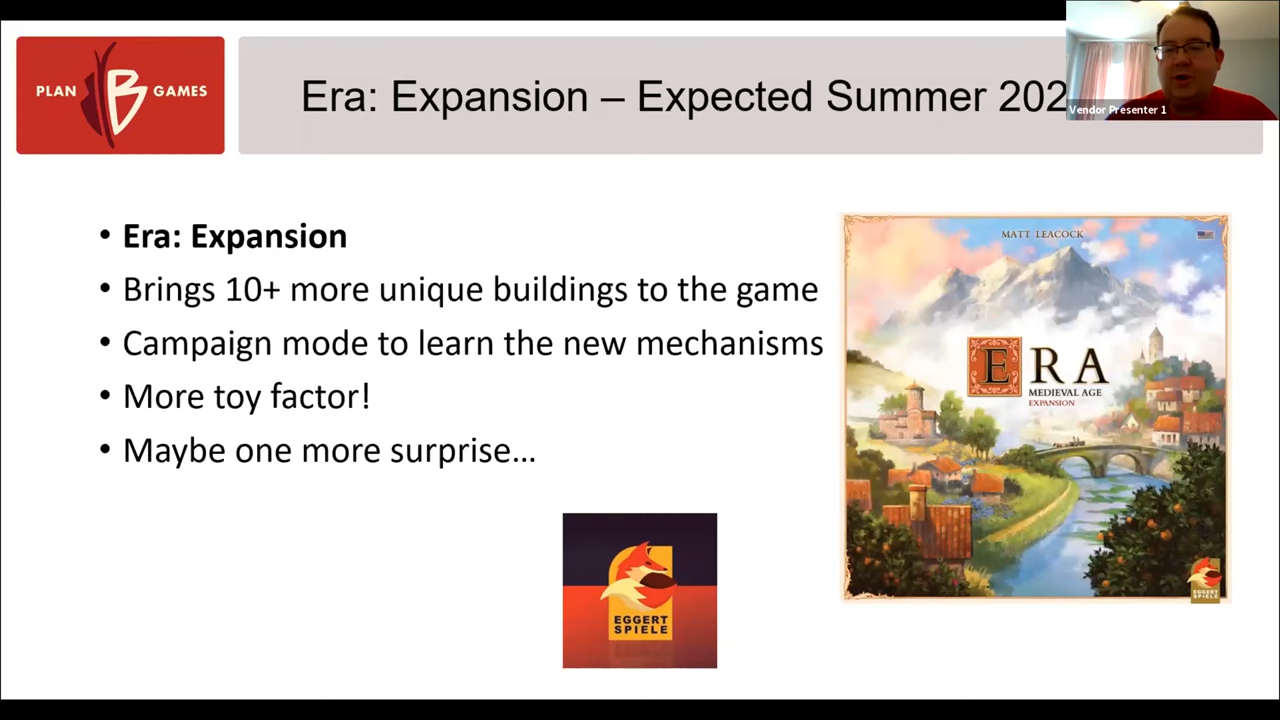 PLAN B GAMES
Era: Expansion – Expected Summer 202
Vendor Presenter 1
• Era: Expansion
• Brings 10+ more unique buildings to the game
• Campaign mode to learn the new mechanisms
• More toy factor!
• Maybe one more surprise…
MATT LEACOCK
ERA
MEDIEVAL AGE
EXPANSION
EGGERT
SPIELE
EGGERT
SPIELE